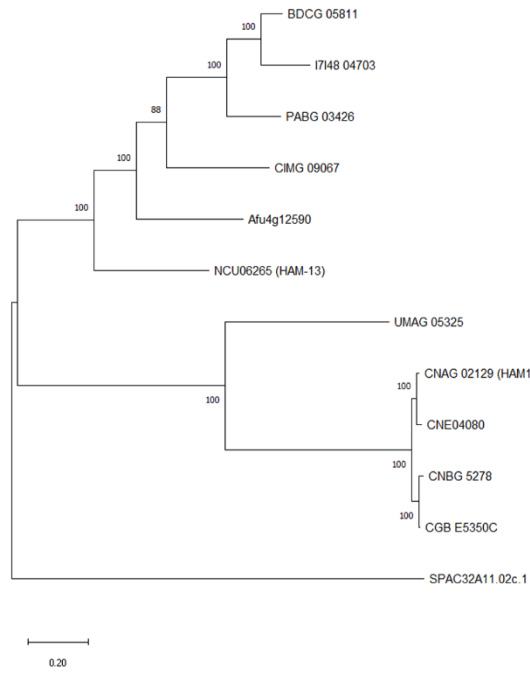 BDCG 05811
100
I7I48 04703
100
PABG 03426
88
CIMG 09067
100
Afu4g12590
100
NCU06265 (HAM-13)
UMAG 05325
CNAG 02129 (HAM1
100
CNE04080
100
100
CNBG 5278
100
CGB E5350C
SPAC32A11.02c.1
0.20